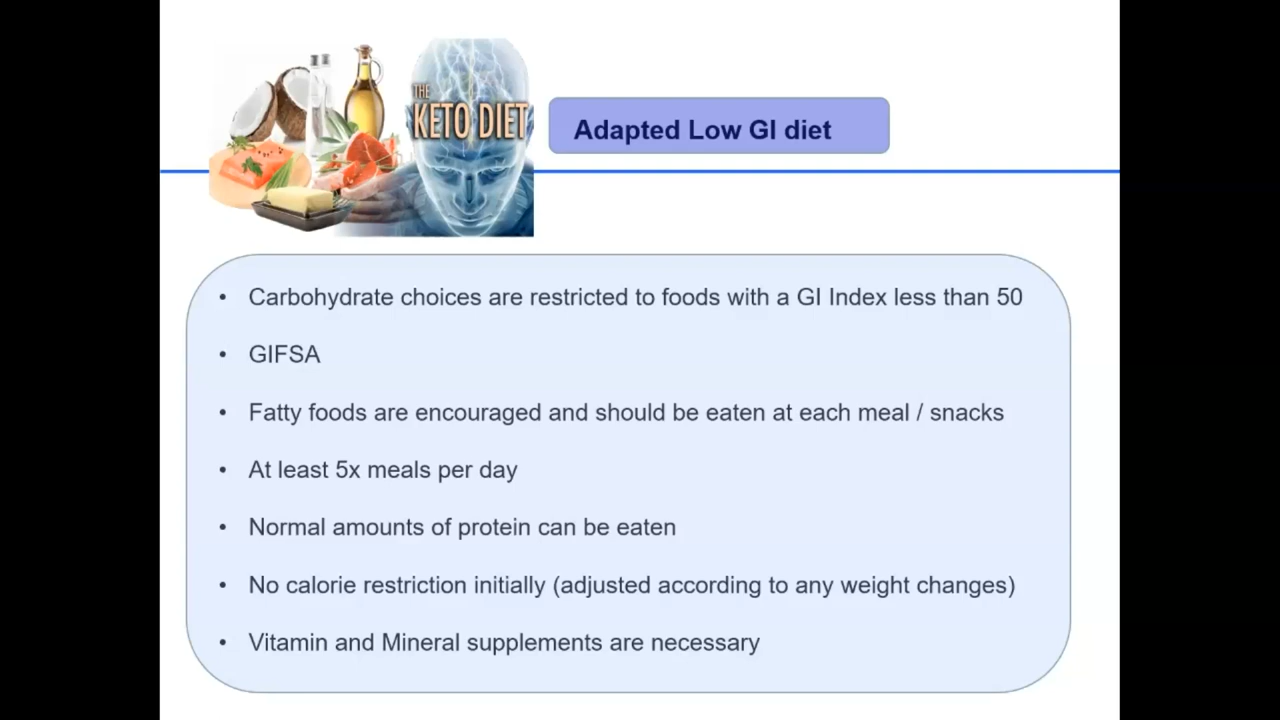 THE
KETO DIET
Adapted Low GI diet
• Carbohydrate choices are restricted to foods with a GI Index less than 50
• GIFSA
• Fatty foods are encouraged and should be eaten at each meal / snacks
• At least 5x meals per day
• Normal amounts of protein can be eaten
• No calorie restriction initially (adjusted according to any weight changes)
• Vitamin and Mineral supplements are necessary